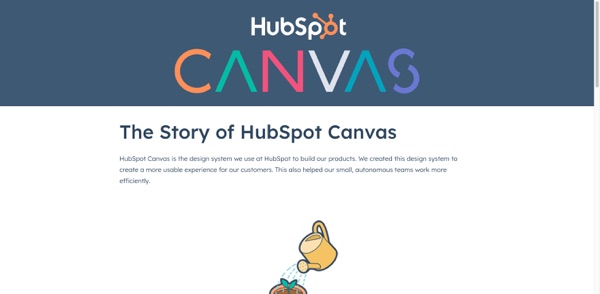 HubSpot
CANVAS
The Story of HubSpot Canvas
HubSpot Canvas is the design system we use at HubSpot to build our products. We created this design system to
create a more usable experience for our customers. This also helped our small, autonomous teams work more
efficiently.